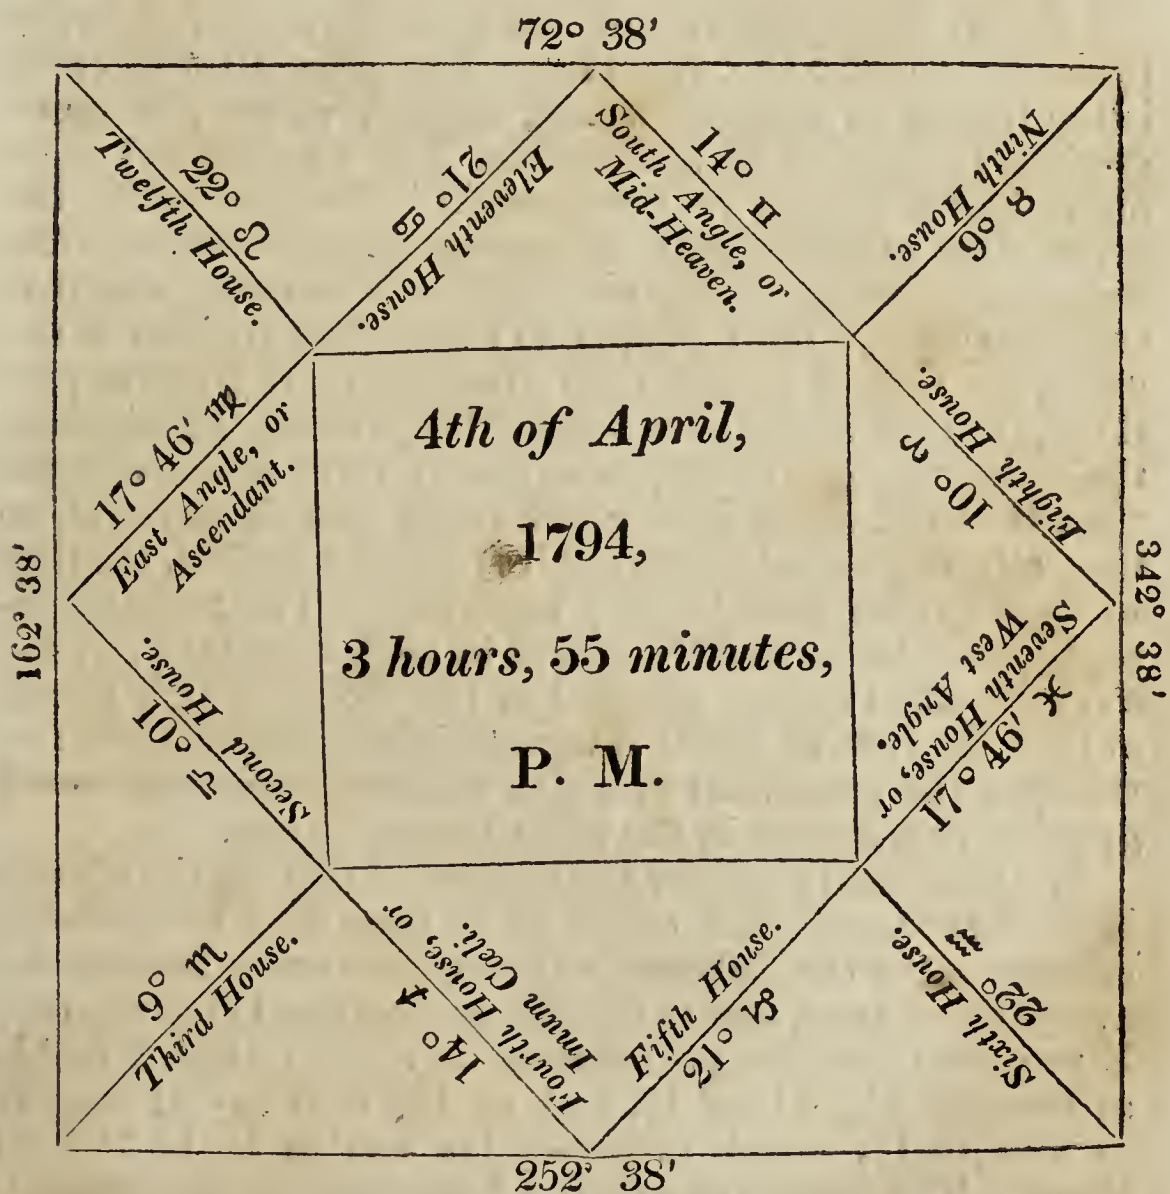 72° 38'
Twelfth House.
22° ♌
21° ♋
Eleventh House.
14° ♊
South Angle, or
Mid-Heaven.
Ninth House.
9° ♉
17° 46' ♍
East Angle, or
Ascendant.
Eighth House.
10° ♈
4th of April,
1794,
3 hours, 55 minutes,
P. M.
162° 38'
342° 38'
Second House.
10° ♎
Seventh House, or
West Angle.
17° 46' ♓
9° ♏
Third House.
Fourth House, or
Imum Cœli.
14° ♐
Fifth House.
21° ♑
Sixth House.
22° ♒
252° 38'